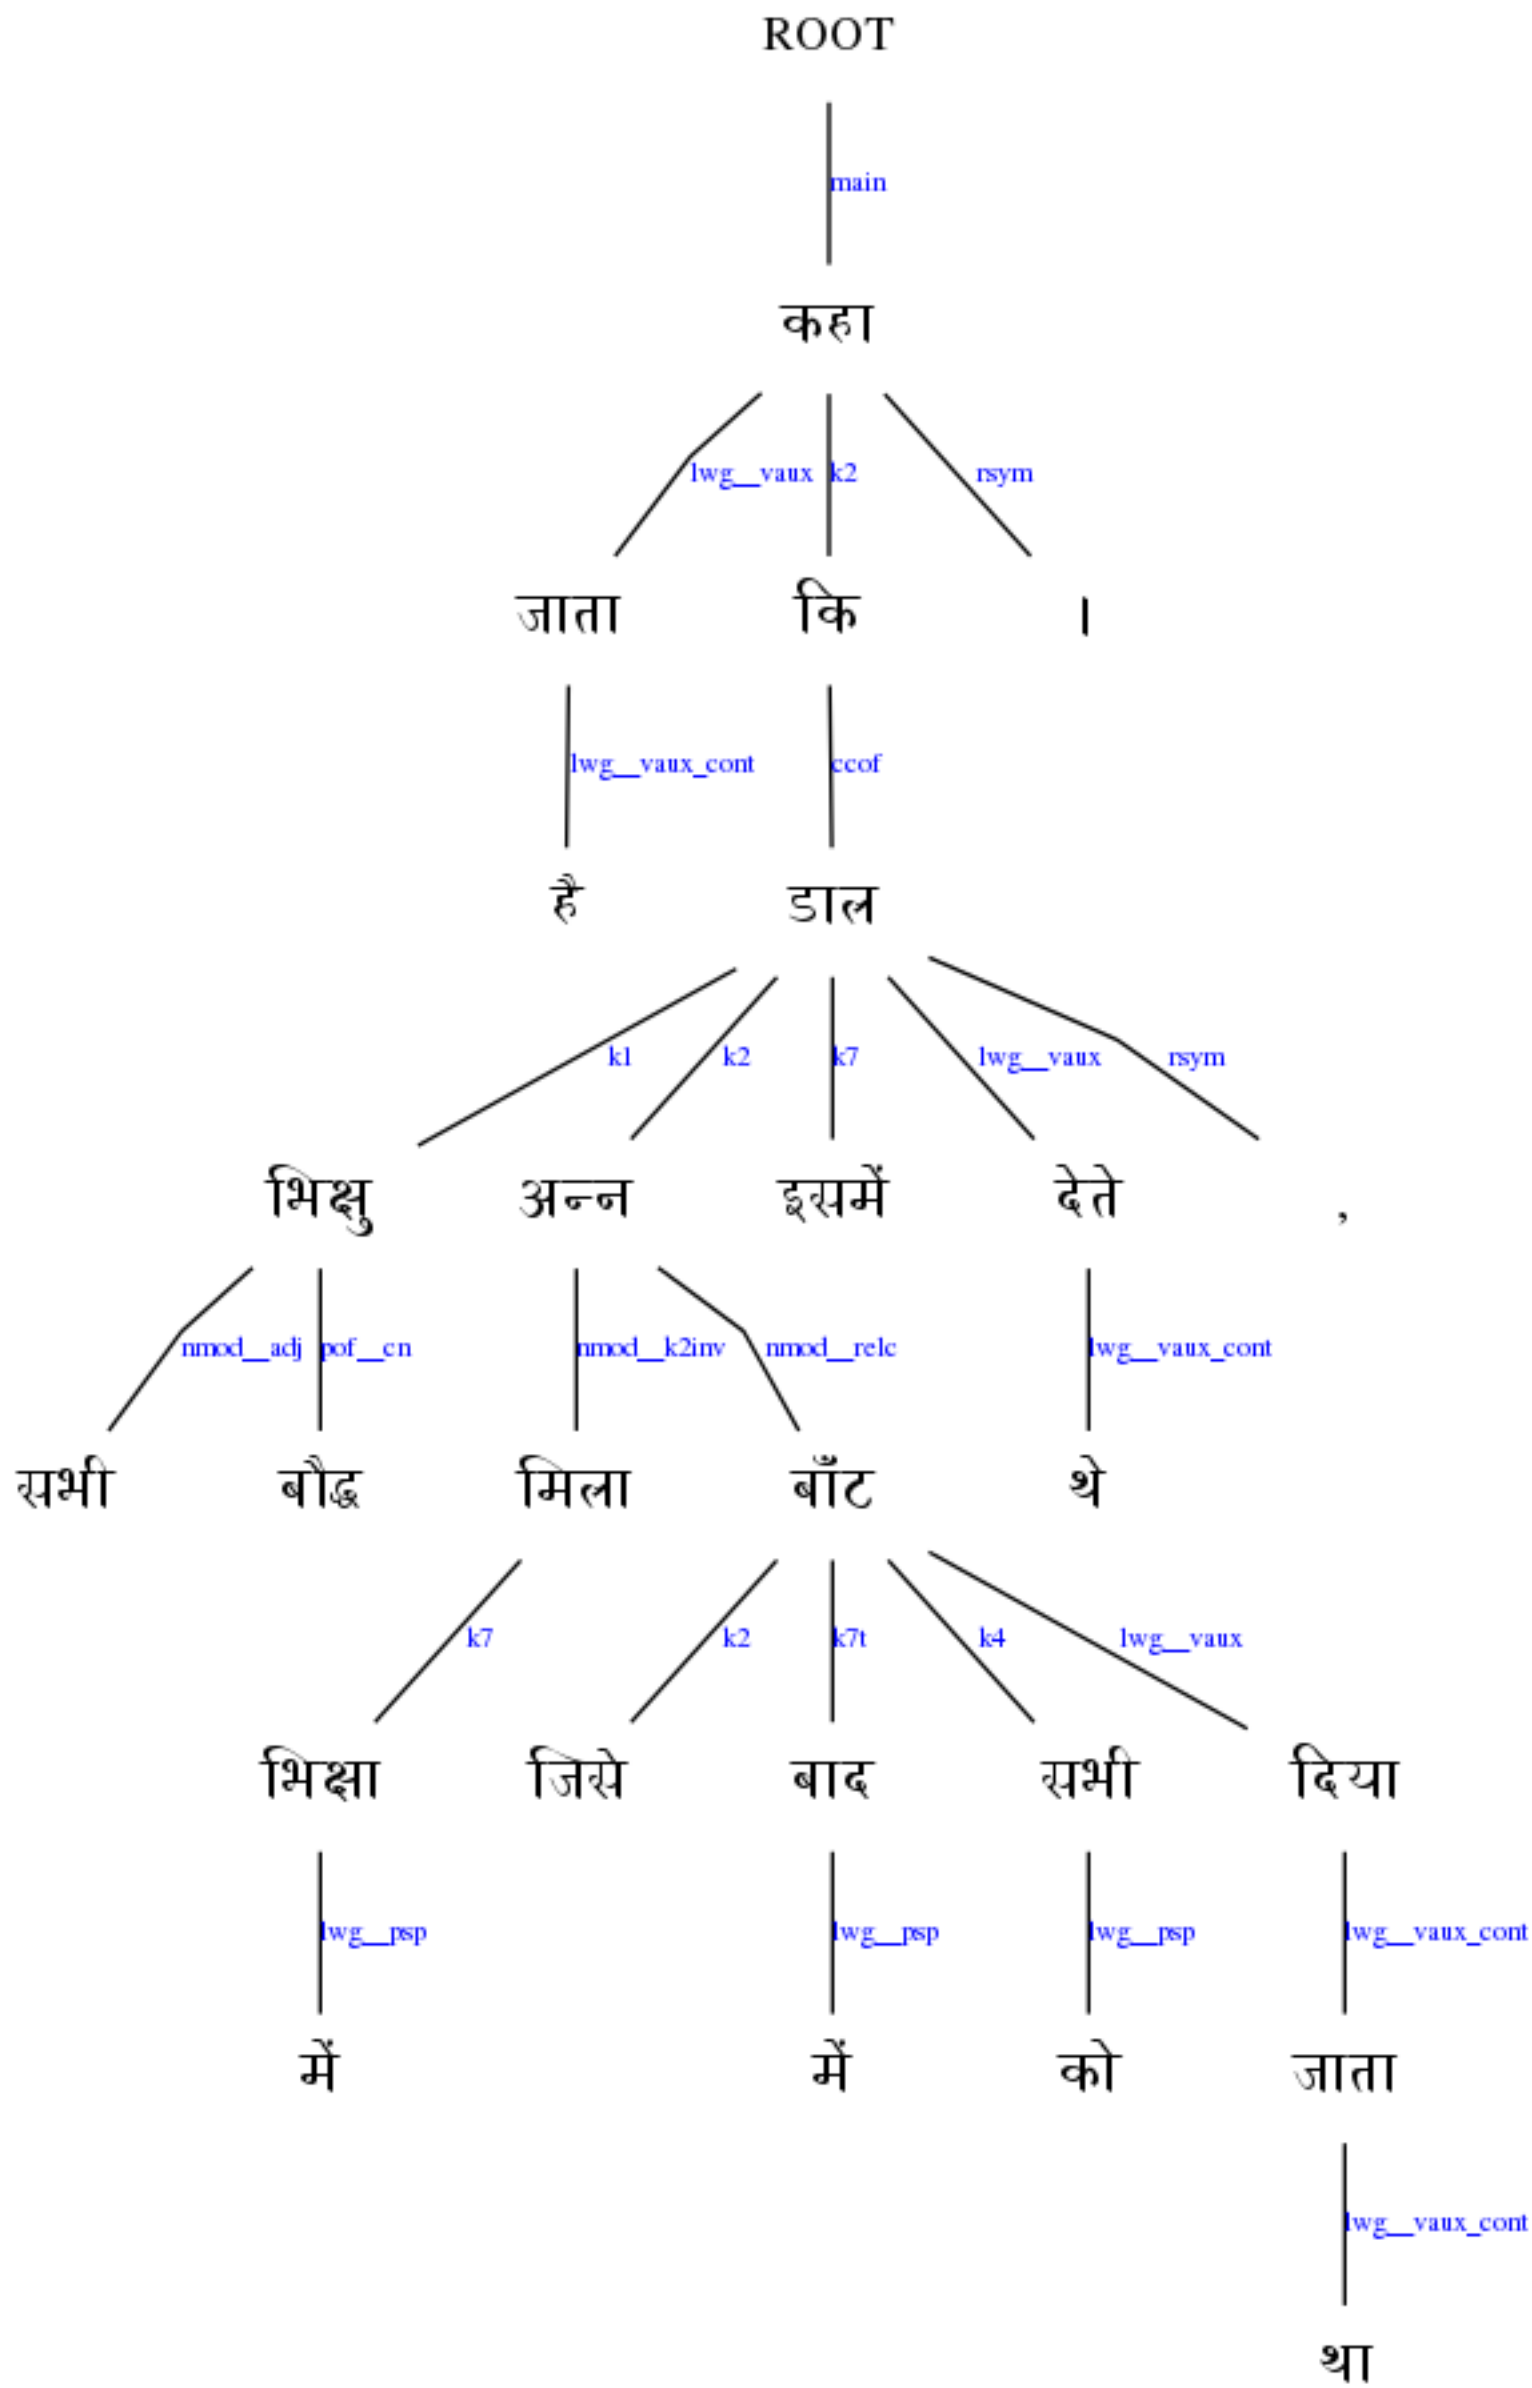 ROOT
main
कहा
lwg__vaux k2 rsym
जाता कि ।
lwg__vaux_cont ccof
है डाल
k1 k2 k7 lwg__vaux rsym
भिक्षु अन्न इसमें देते ,
nmod__adj pof__cn nmod__k2inv nmod__relc lwg__vaux_cont
सभी बौद्ध मिला बाँट थे
k7 k2 k7t k4 lwg__vaux
भिक्षा जिसे बाद सभी दिया
lwg__psp lwg__psp lwg__psp lwg__vaux_cont
में में को जाता
lwg__vaux_cont
था